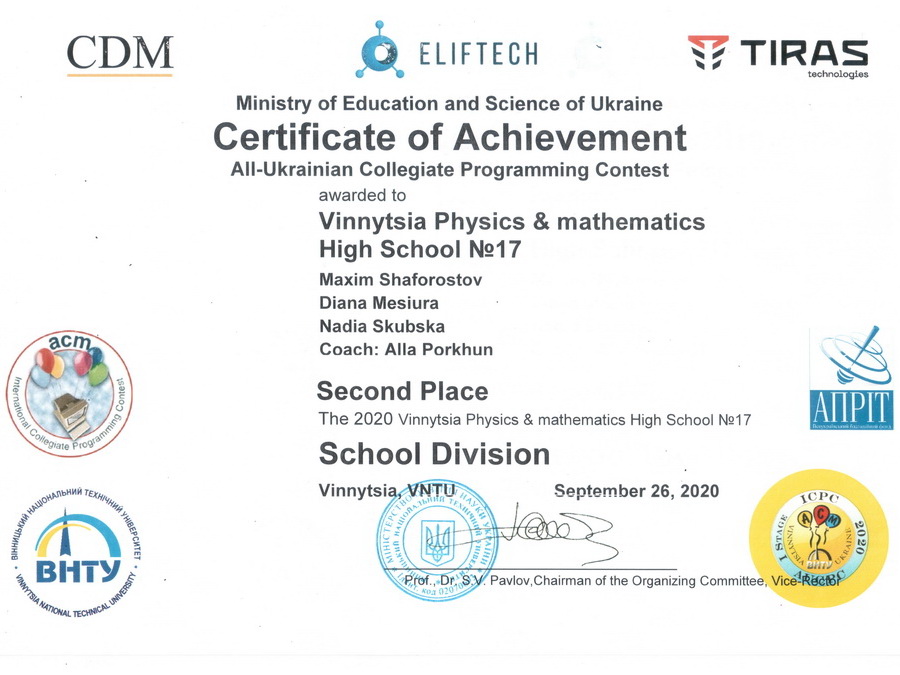 CDM
ELIFTECH
TIRAS
technologies
Ministry of Education and Science of Ukraine
Certificate of Achievement
All-Ukrainian Collegiate Programming Contest
awarded to
Vinnytsia Physics & mathematics
High School №17
Maxim Shaforostov
Diana Mesiura
Nadia Skubska
Coach: Alla Porkhun
acm
International Collegiate Programming Contest
АПРІТ
Second Place
The 2020 Vinnytsia Physics & mathematics High School №17
School Division
Vinnytsia, VNTU
September 26, 2020
ВІННИЦЬКИЙ НАЦІОНАЛЬНИЙ ТЕХНІЧНИЙ УНІВЕРСИТЕТ
ВНТУ
VINNYTSIA NATIONAL TECHNICAL UNIVERSITY
ICPC
2020
I STAGE
ACM
VINNYTSIA
ВНТУ
UKRAINE
Prof., Dr. S.V. Pavlov,Chairman of the Organizing Committee, Vice-Rector